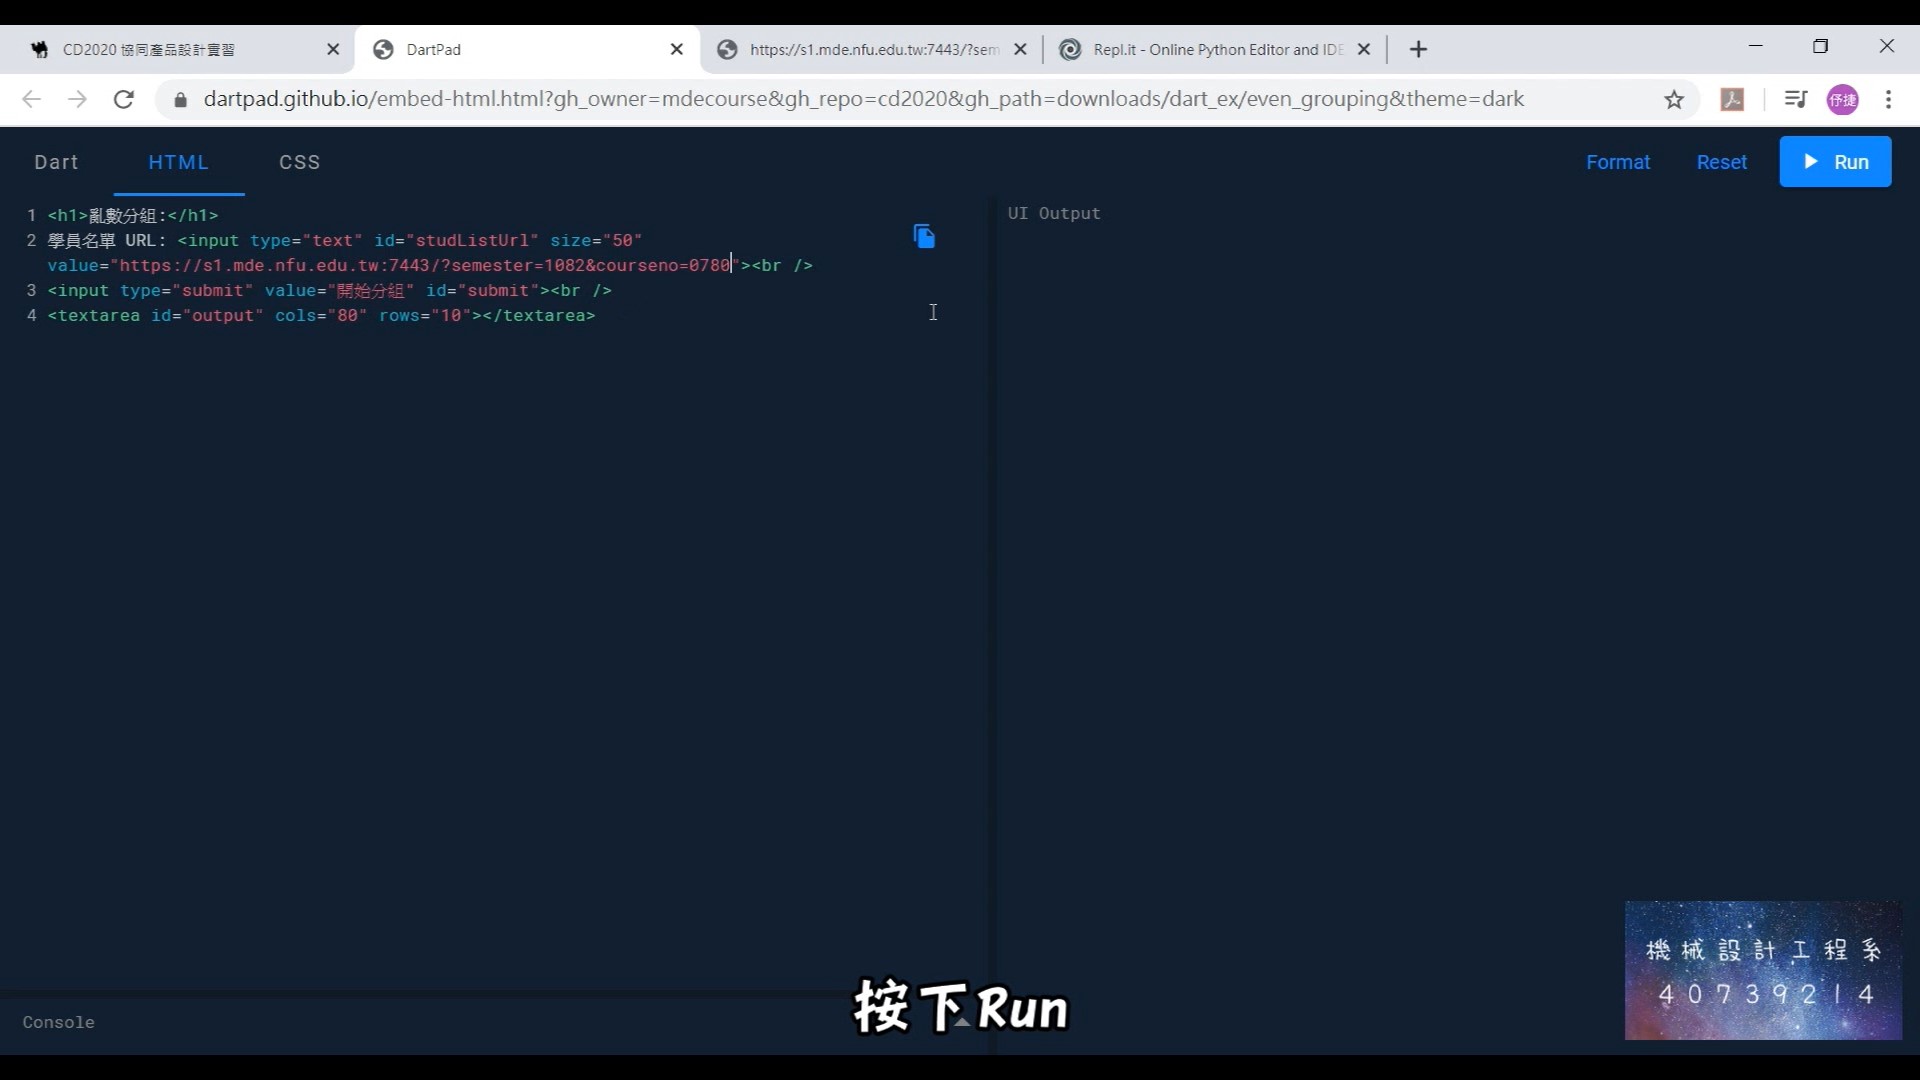 CD2020 協同產品設計實習
DartPad
https://s1.mde.nfu.edu.tw:7443/?sem
Repl.it - Online Python Editor and IDE
dartpad.github.io/embed-html.html?gh_owner=mdecourse&gh_repo=cd2020&gh_path=downloads/dart_ex/even_grouping&theme=dark
伃捷
Dart HTML CSS Format Reset Run
1 <h1>亂數分組:</h1>
2 學員名單 URL: <input type="text" id="studListUrl" size="50"
value="https://s1.mde.nfu.edu.tw:7443/?semester=1082&courseno=0780"><br />
3 <input type="submit" value="開始分組" id="submit"><br />
4 <textarea id="output" cols="80" rows="10"></textarea>
UI Output
Console
按下Run
機械設計工程系
40739214